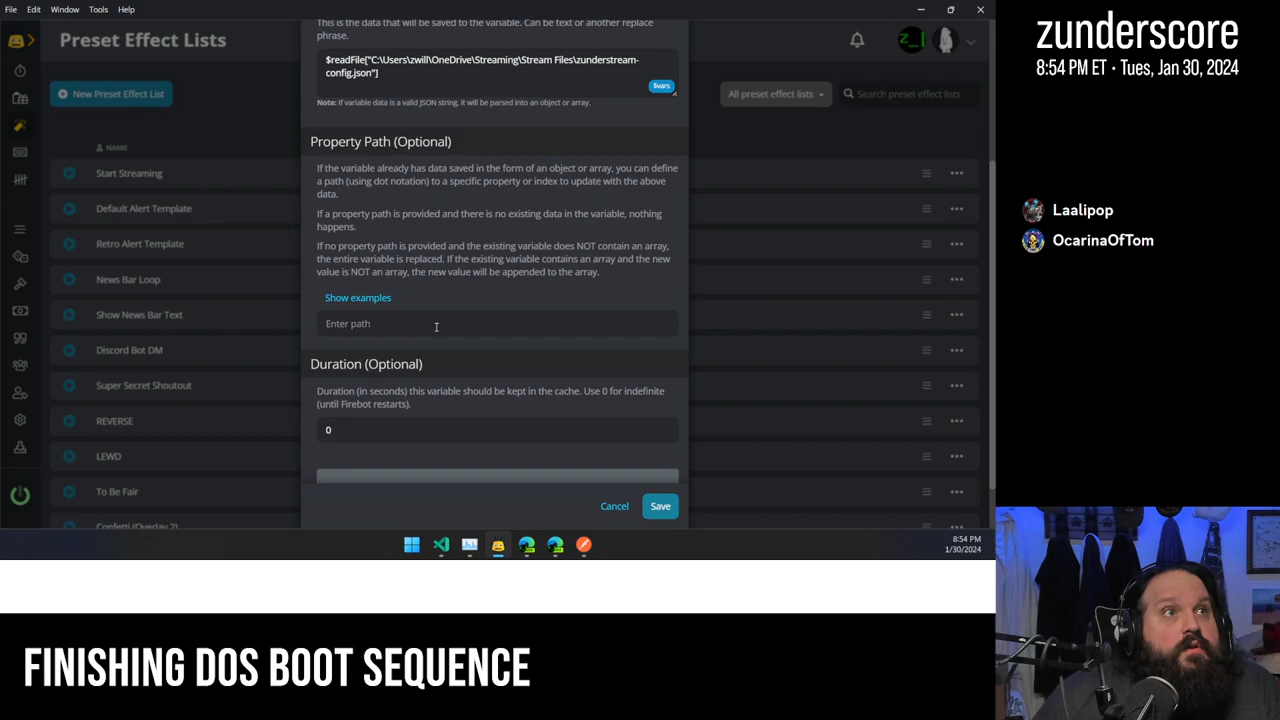 File Edit Window Tools Help
Preset Effect Lists
New Preset Effect List
All preset effect lists
Search preset effect lists
NAME
Start Streaming
Default Alert Template
Retro Alert Template
News Bar Loop
Show News Bar Text
Discord Bot DM
Super Secret Shoutout
REVERSE
LEWD
To Be Fair
Confetti (Overlay 2)
This is the data that will be saved to the variable. Can be text or another replace
phrase.
$readFile["C:\Users\zwill\OneDrive\Streaming\Stream Files\zunderstream-
config.json"]
$vars
Note: If variable data is a valid JSON string, it will be parsed into an object or array.
Property Path (Optional)
If the variable already has data saved in the form of an object or array, you can define
a path (using dot notation) to a specific property or index to update with the above
data.
If a property path is provided and there is no existing data in the variable, nothing
happens.
If no property path is provided and the existing variable does NOT contain an array,
the entire variable is replaced. If the existing variable contains an array and the new
value is NOT an array, the new value will be appended to the array.
Show examples
Enter path
Duration (Optional)
Duration (in seconds) this variable should be kept in the cache. Use 0 for indefinite
(until Firebot restarts).
0
Cancel
Save
8:54 PM
1/30/2024
zunderscore
8:54 PM ET • Tues, Jan 30, 2024
Laalipop
OcarinaOfTom
FINISHING DOS BOOT SEQUENCE